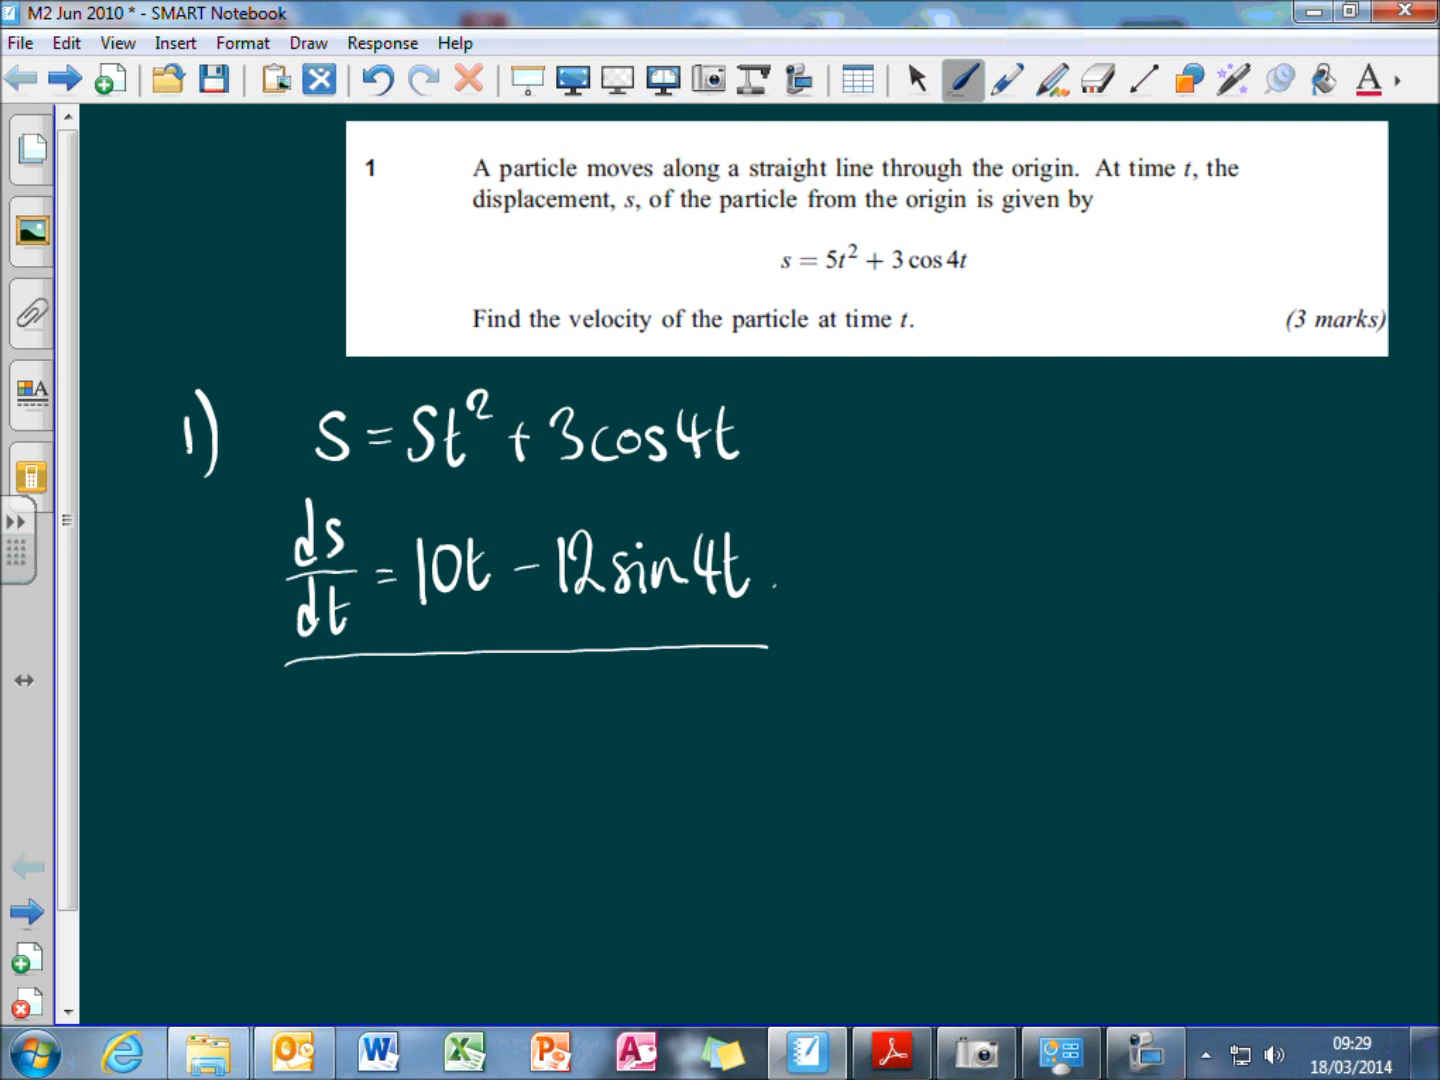 M2 Jun 2010 * - SMART Notebook
File Edit View Insert Format Draw Response Help
1 A particle moves along a straight line through the origin. At time t, the
displacement, s, of the particle from the origin is given by
s = 5t² + 3 cos 4t
Find the velocity of the particle at time t. (3 marks)
1) s = 5t² + 3cos4t
ds/dt = 10t - 12sin4t.
09:29
18/03/2014